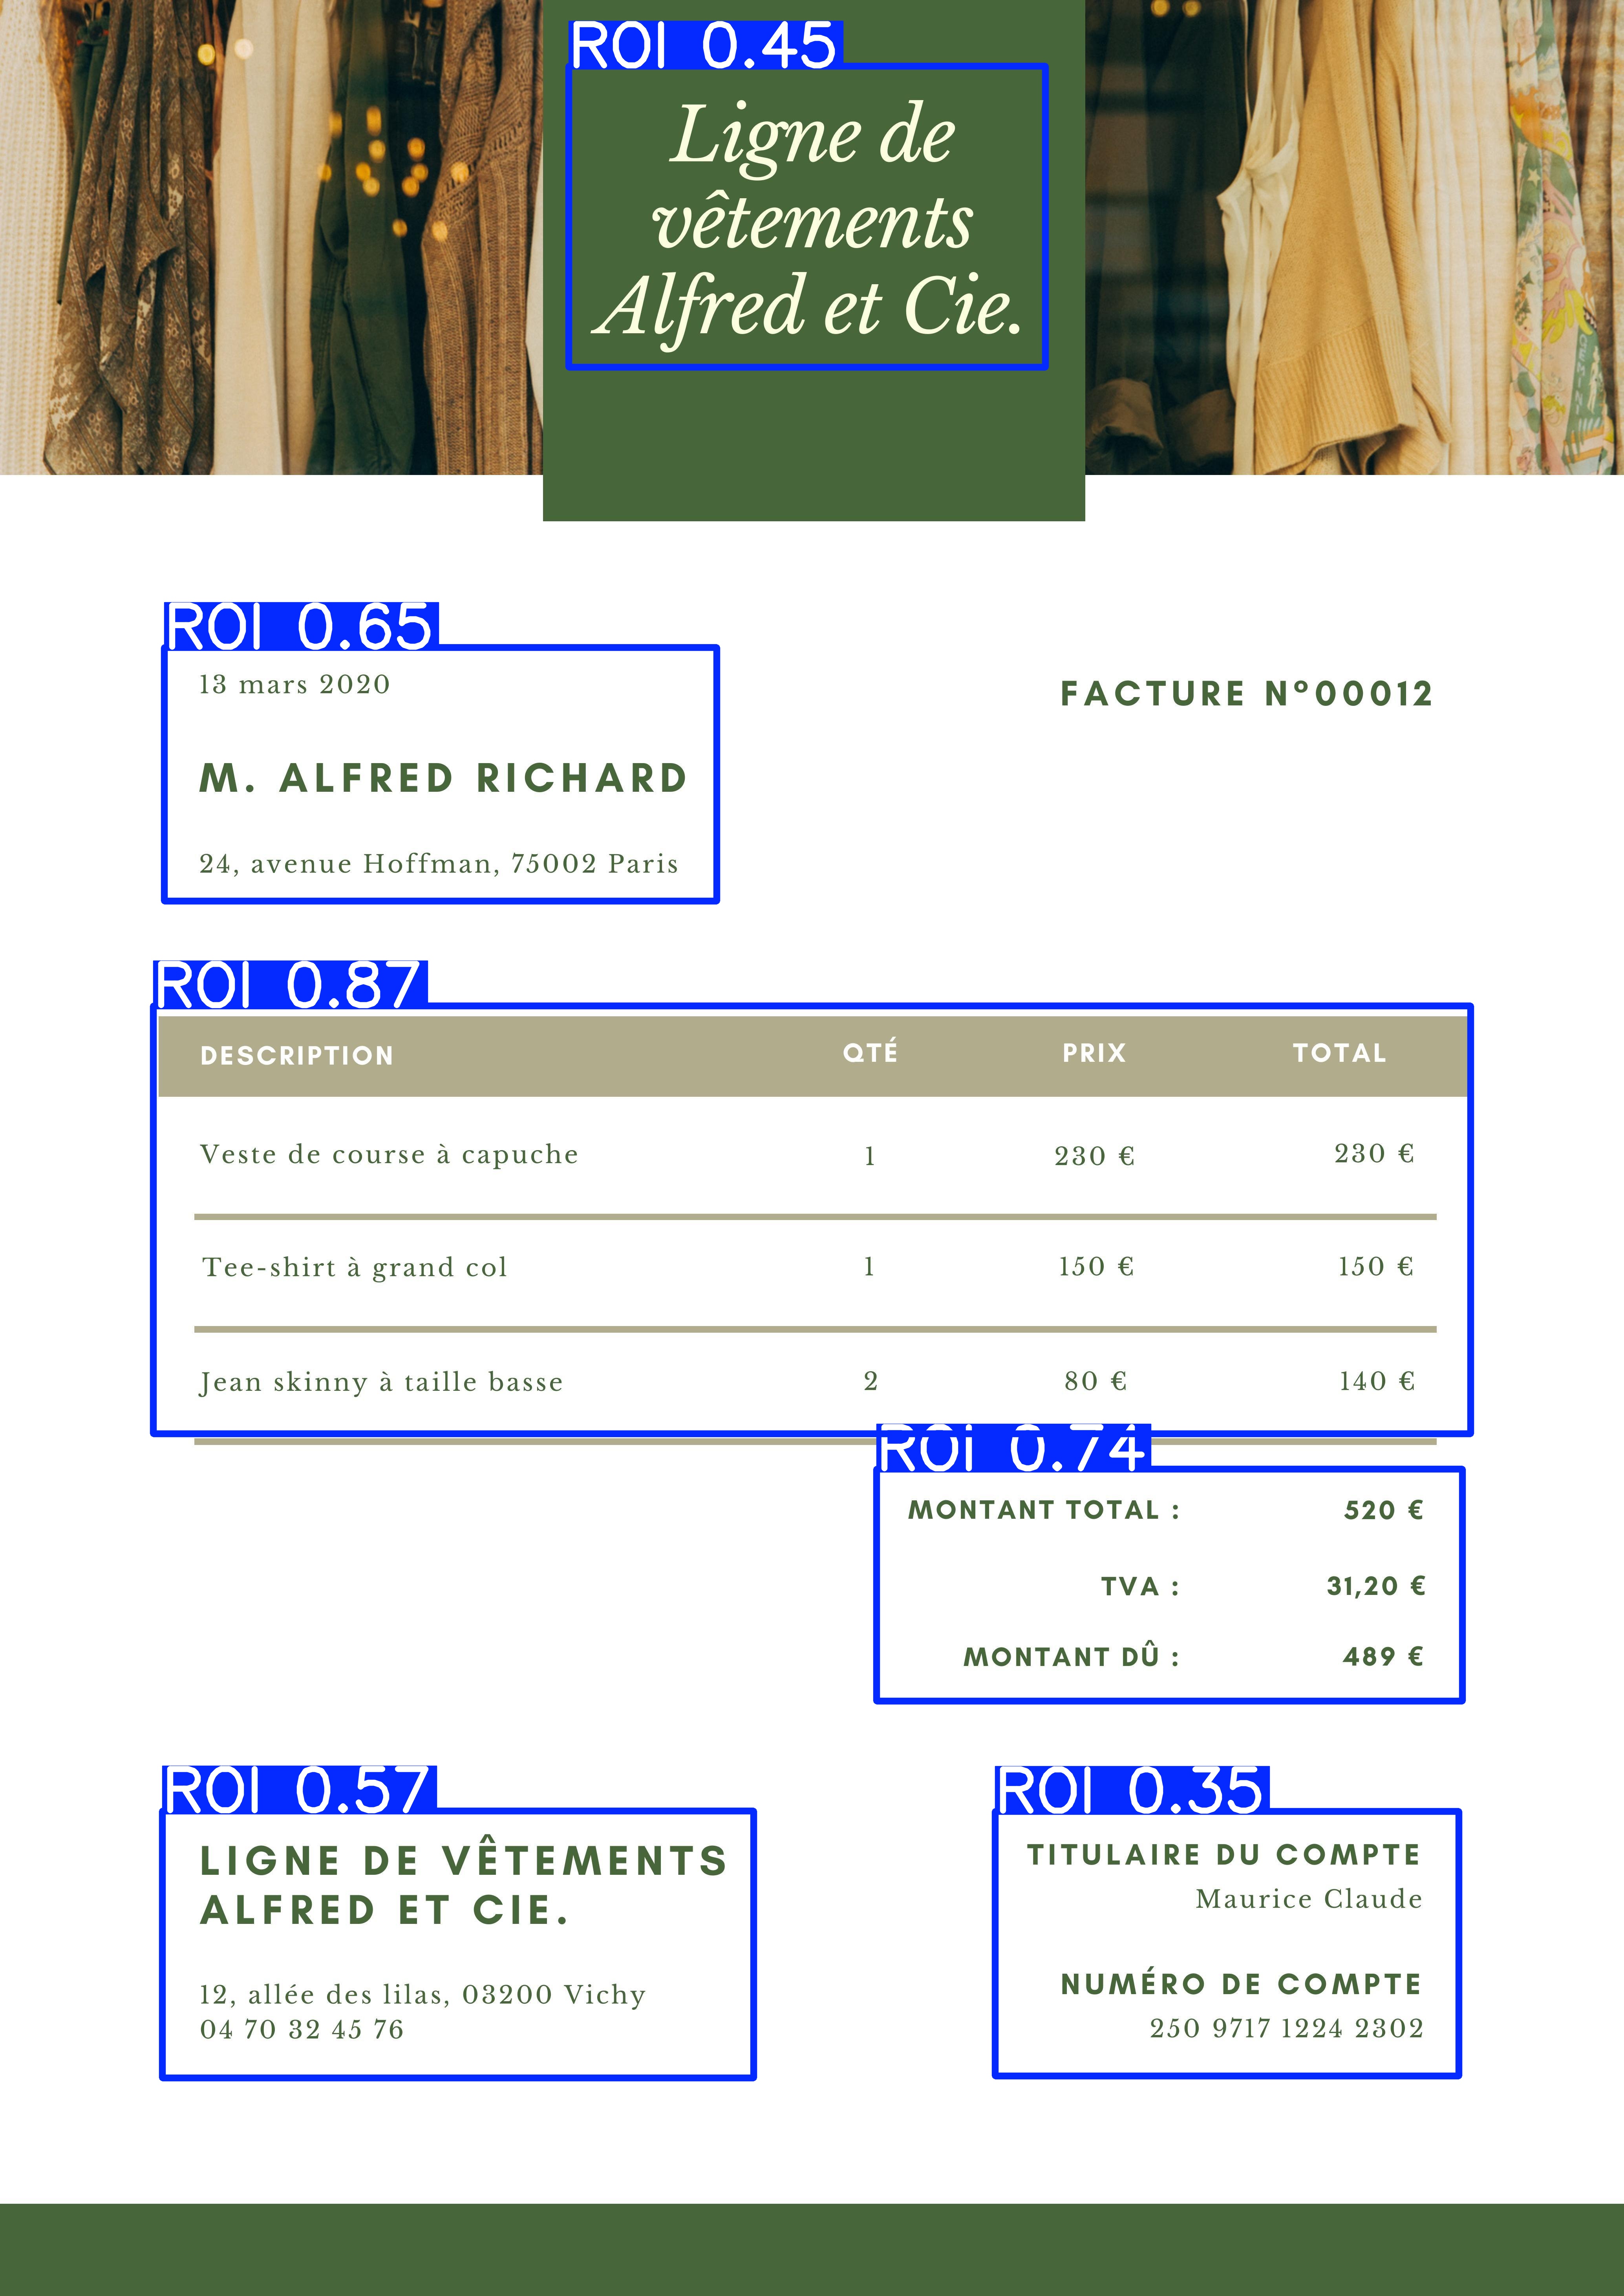 ROI 0.45
Ligne de
vêtements
Alfred et Cie.
ROI 0.65
13 mars 2020
FACTURE N°00012
M. ALFRED RICHARD
24, avenue Hoffman, 75002 Paris
ROI 0.87
DESCRIPTION QTÉ PRIX TOTAL
Veste de course à capuche 1 230 € 230 €
Tee-shirt à grand col 1 150 € 150 €
Jean skinny à taille basse 2 80 € 140 €
ROI 0.74
MONTANT TOTAL : 520 €
TVA : 31,20 €
MONTANT DÛ : 489 €
ROI 0.57
LIGNE DE VÊTEMENTS
ALFRED ET CIE.
12, allée des lilas, 03200 Vichy
04 70 32 45 76
ROI 0.35
TITULAIRE DU COMPTE
Maurice Claude
NUMÉRO DE COMPTE
250 9717 1224 2302